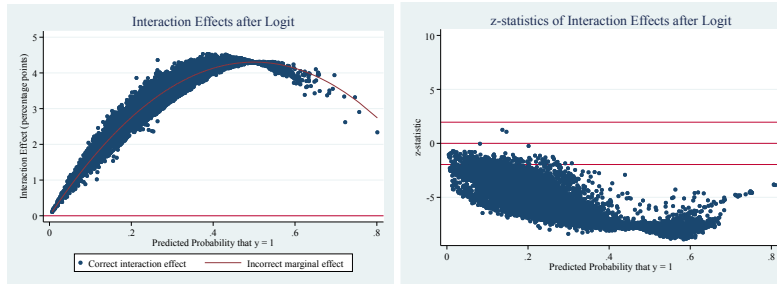 Interaction Effects after Logit
Interaction Effect (percentage points)
5
4
3
2
1
0
0
.2
.4
.6
.8
Predicted Probability that y = 1
Correct interaction effect
Incorrect marginal effect
z-statistics of Interaction Effects after Logit
z-statistic
10
5
0
-5
0
.2
.4
.6
.8
Predicted Probability that y = 1